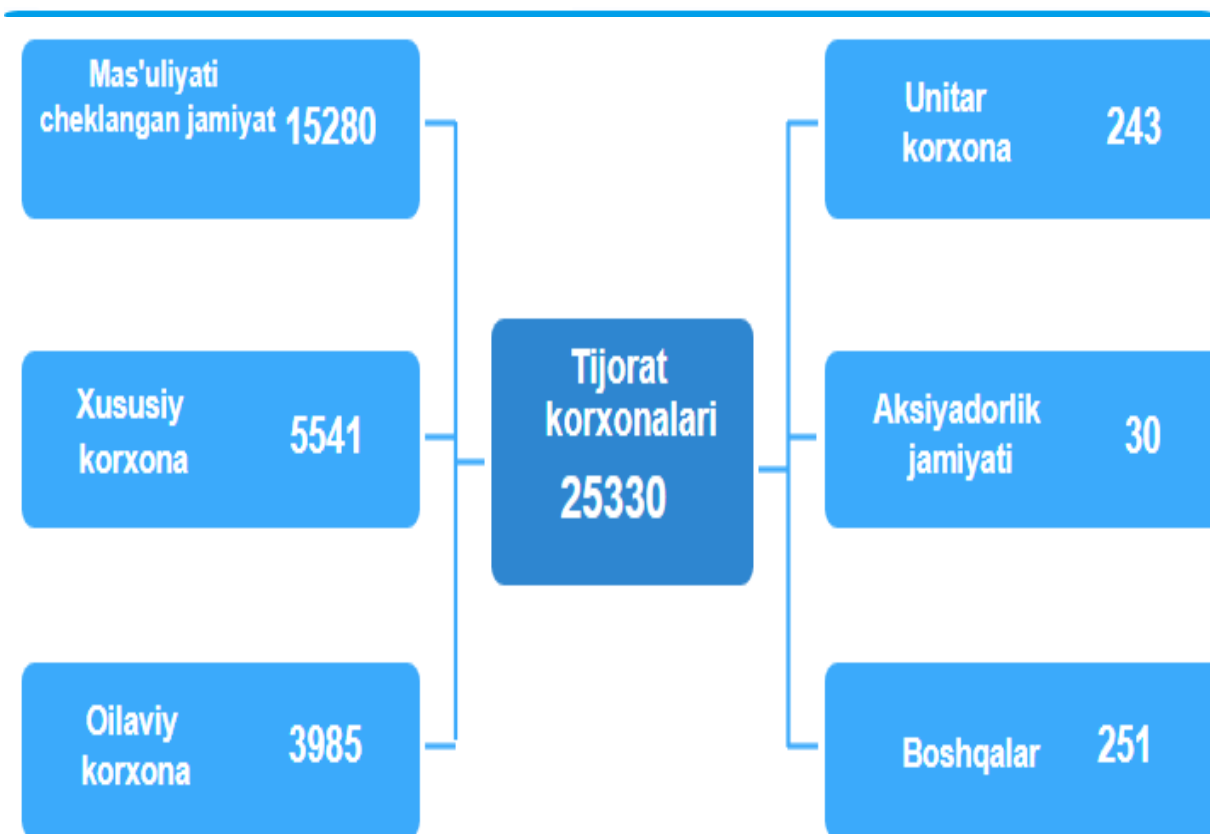 Mas'uliyati
cheklangan jamiyat 15280
Xususiy
korxona 5541
Oilaviy
korxona 3985
Tijorat
korxonalari
25330
Unitar
korxona 243
Aksiyadorlik
jamiyati 30
Boshqalar 251